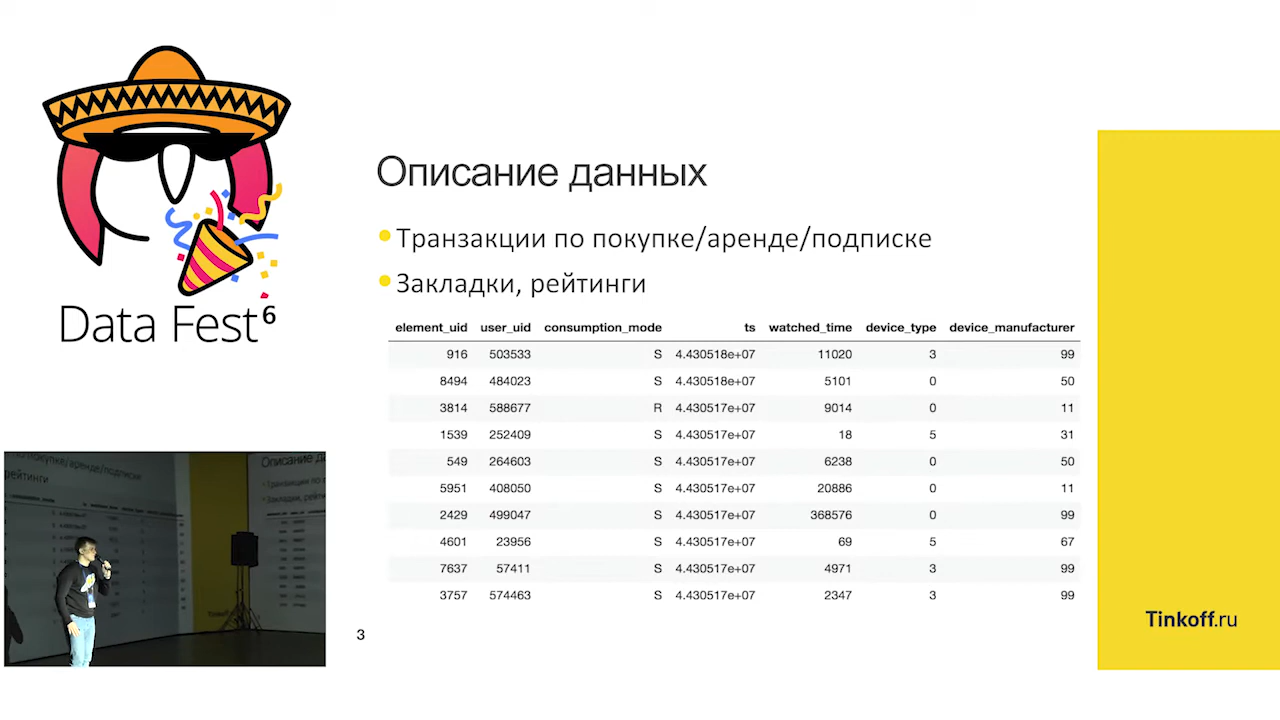 Data Fest⁶
Описание данных
Транзакции по покупке/аренде/подписке
Закладки, рейтинги
element_uid user_uid consumption_mode ts watched_time device_type device_manufacturer
916 503533 S 4.430518e+07 11020 3 99
8494 484023 S 4.430518e+07 5101 0 50
3814 588677 R 4.430517e+07 9014 0 11
1539 252409 S 4.430517e+07 18 5 31
549 264603 S 4.430517e+07 6238 0 50
5951 408050 S 4.430517e+07 20886 0 11
2429 499047 S 4.430517e+07 368576 0 99
4601 23956 S 4.430517e+07 69 5 67
7637 57411 S 4.430517e+07 4971 3 99
3757 574463 S 4.430517e+07 2347 3 99
3
Tinkoff.ru